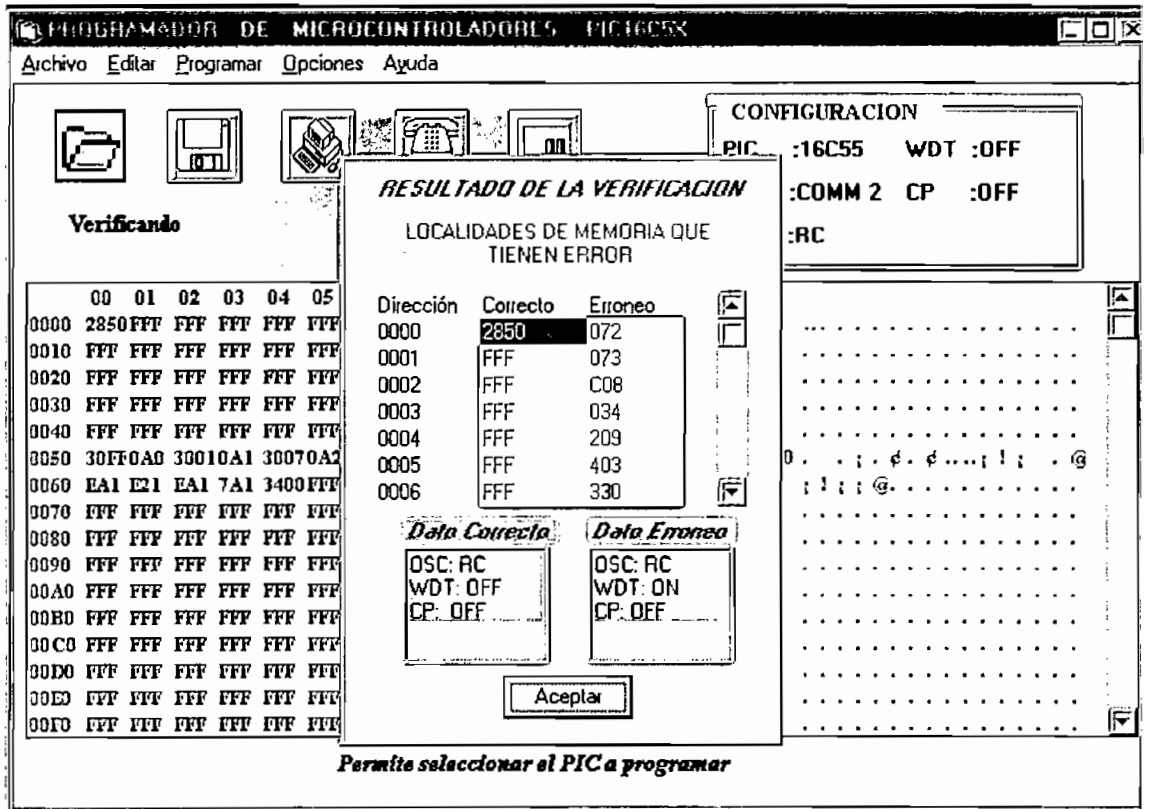 PROGRAMADOR DE MICROCONTROLADORES PIC16C5X
Archivo Editar Programar Opciones Ayuda
CONFIGURACION
PIC :16C55 WDT :OFF
:COMM 2 CP :OFF
:RC
Verificando
00 01 02 03 04 05
0000 2850 FFF FFF FFF FFF FFF
0010 FFF FFF FFF FFF FFF FFF
0020 FFF FFF FFF FFF FFF FFF
0030 FFF FFF FFF FFF FFF FFF
0040 FFF FFF FFF FFF FFF FFF
0050 30FF 0A0 3001 0A1 3007 0A2
0060 EA1 E21 EA1 7A1 3400 FFF
0070 FFF FFF FFF FFF FFF FFF
0080 FFF FFF FFF FFF FFF FFF
0090 FFF FFF FFF FFF FFF FFF
00A0 FFF FFF FFF FFF FFF FFF
00B0 FFF FFF FFF FFF FFF FFF
00C0 FFF FFF FFF FFF FFF FFF
00D0 FFF FFF FFF FFF FFF FFF
00E0 FFF FFF FFF FFF FFF FFF
00F0 FFF FFF FFF FFF FFF FFF
RESULTADO DE LA VERIFICACION
LOCALIDADES DE MEMORIA QUE
TIENEN ERROR
Dirección Correcto Erroneo
0000 2850 072
0001 FFF 073
0002 FFF C08
0003 FFF 034
0004 FFF 209
0005 FFF 403
0006 FFF 330
Dato Correcto Dato Erroneo
OSC: RC
WDT: OFF
CP: OFF
OSC: RC
WDT: ON
CP: OFF
Aceptar
Permite seleccionar el PIC a programar